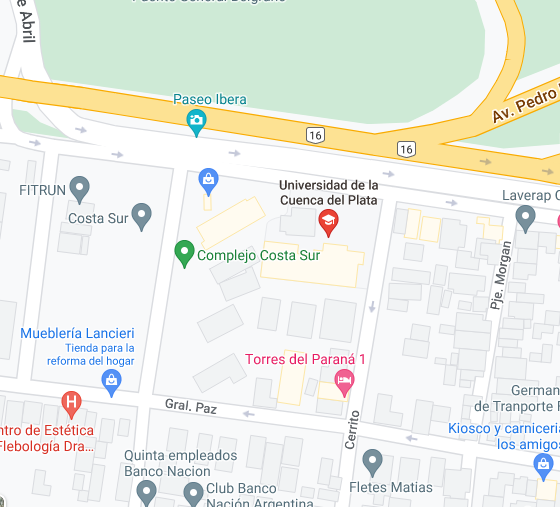 Puente General Belgrano
e Abril
Paseo Ibera
16
16
Av. Pedro
Universidad de la
Cuenca del Plata
FITRUN
Costa Sur
Laverap
Complejo Costa Sur
Pje. Morgan
Mueblería Lancieri
Tienda para la
reforma del hogar
Torres del Paraná 1
H
Gral. Paz
Cerrito
German
de Tranporte
ntro de Estética
Flebología Dra...
Kiosco y carnicería
los amigos
Quinta empleados
Banco Nacion
Club Banco
Nación Argentina
Fletes Matias